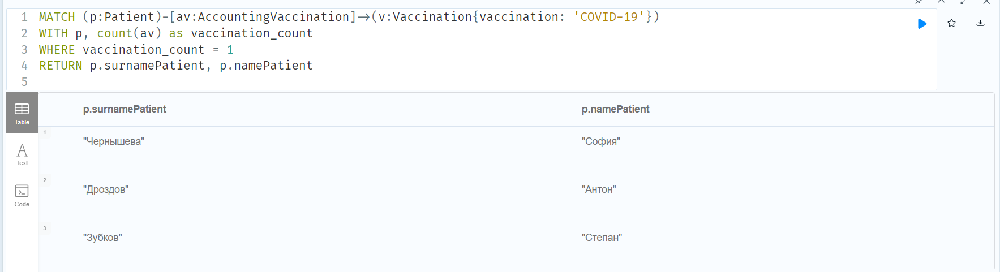 1 MATCH (p:Patient)-[av:AccountingVaccination]->(v:Vaccination{vaccination: 'COVID-19'})
2 WITH p, count(av) as vaccination_count
3 WHERE vaccination_count = 1
4 RETURN p.surnamePatient, p.namePatient
5
Table
Text
Code
p.surnamePatient p.namePatient
1 "Чернышева" "София"
2 "Дроздов" "Антон"
3 "Зубков" "Степан"